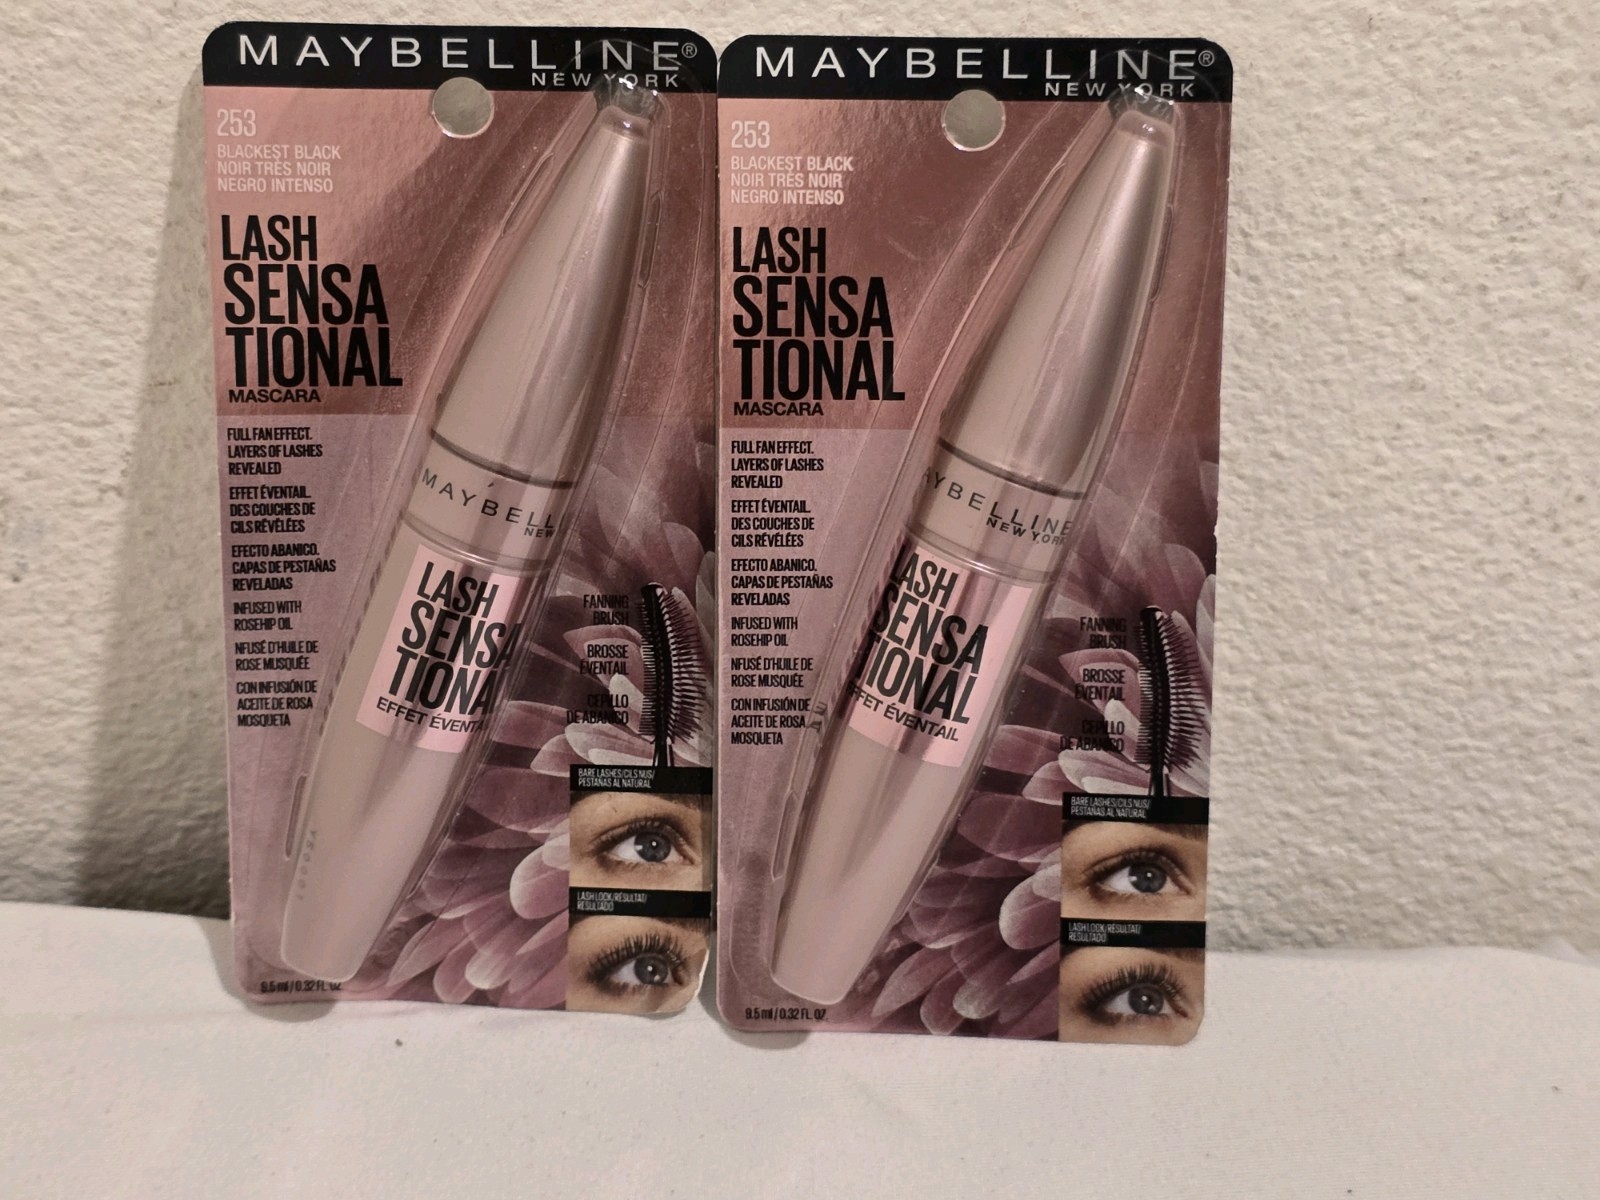 MAYBELLINE®
NEW YORK
253
BLACKEST BLACK
NOIR TRÈS NOIR
NEGRO INTENSO
LASH
SENSA
TIONAL
MASCARA
FULL FAN EFFECT.
LAYERS OF LASHES
REVEALED
EFFET ÉVENTAIL.
DES COUCHES DE
CILS RÉVÉLÉES
EFECTO ABANICO.
CAPAS DE PESTAÑAS
REVELADAS
INFUSED WITH
ROSEHIP OIL
NFUSÉ D'HUILE DE
ROSE MUSQUÉE
CON INFUSIÓN DE
ACEITE DE ROSA
MOSQUETA
MAYBELL
NEW
LASH
SENSA
TIONAL
EFFET ÉVENTA
FANNING
BRUSH
BROSSE
ÉVENTAIL
CEPILLO
DE ABANICO
BARE LASHES/CILS NUS/
PESTAÑAS AL NATURAL
LASH LOOK/RÉSULTAT/
RESULTADO
9.5 ml / 0.32 FL. OZ.
MAYBELLINE®
NEW YORK
253
BLACKEST BLACK
NOIR TRÈS NOIR
NEGRO INTENSO
LASH
SENSA
TIONAL
MASCARA
FULL FAN EFFECT.
LAYERS OF LASHES
REVEALED
EFFET ÉVENTAIL.
DES COUCHES DE
CILS RÉVÉLÉES
EFECTO ABANICO.
CAPAS DE PESTAÑAS
REVELADAS
INFUSED WITH
ROSEHIP OIL
NFUSÉ D'HUILE DE
ROSE MUSQUÉE
CON INFUSIÓN DE
ACEITE DE ROSA
MOSQUETA
AYBELLINE
NEW YORK
LASH
SENSA
TIONAL
FFET ÉVENTAIL
FANNING
BRUSH
BROSSE
ÉVENTAIL
CEPILLO
DE ABANICO
BARE LASHES/CILS NUS/
PESTAÑAS AL NATURAL
LASH LOOK/RÉSULTAT/
RESULTADO
9.5 ml / 0.32 FL. OZ.